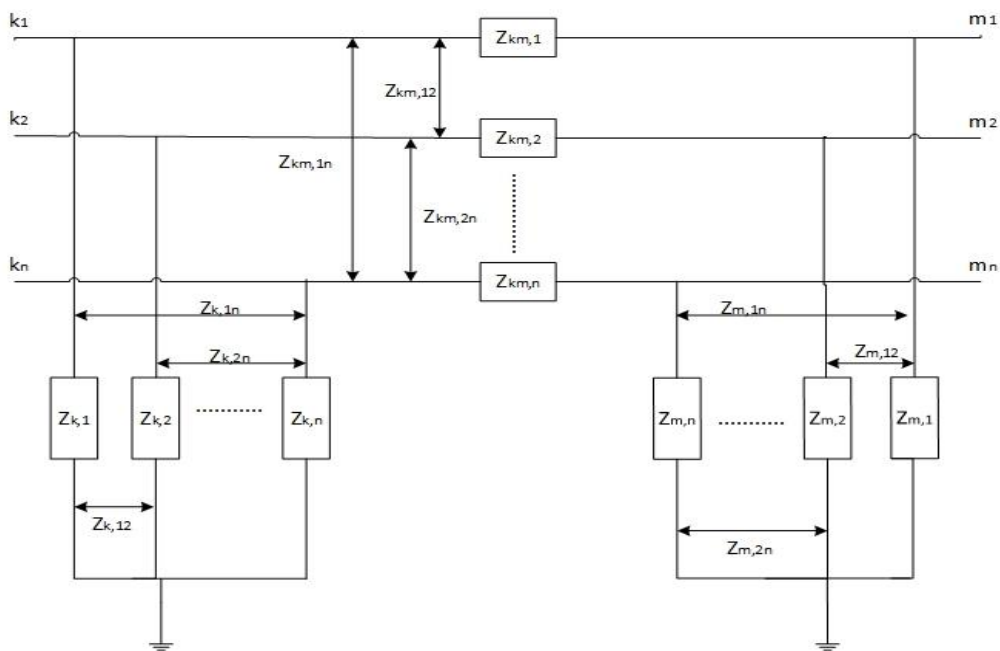 k1
Zkm,1
m1
Zkm,12
k2
Zkm,2
m2
Zkm,1n
Zkm,2n
kn
Zkm,n
mn
Zk,1n
Zm,1n
Zk,2n
Zm,12
Zk,1
Zk,2
Zk,n
Zm,n
Zm,2
Zm,1
Zk,12
Zm,2n